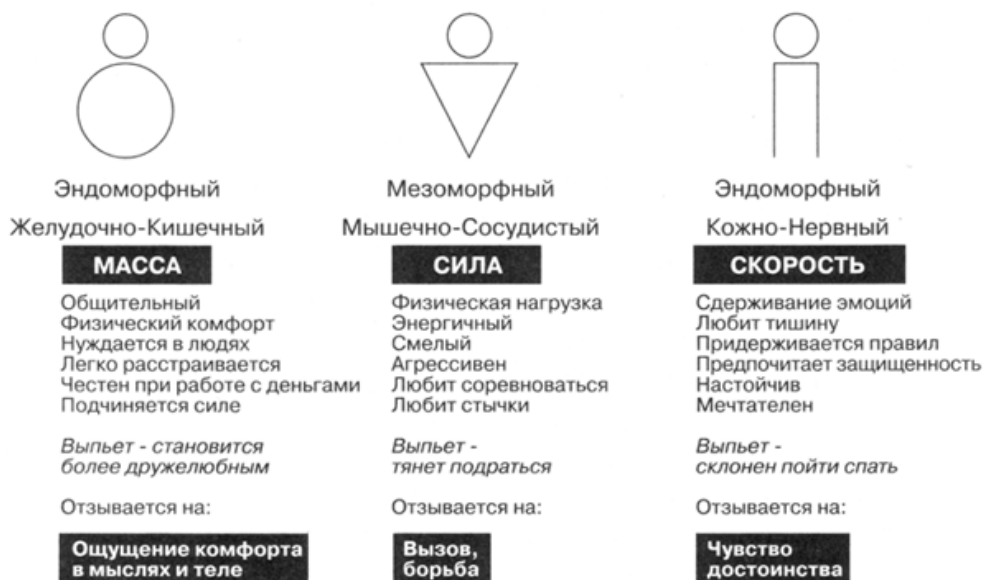 Эндоморфный
Желудочно-Кишечный
МАССА
Общительный
Физический комфорт
Нуждается в людях
Легко расстраивается
Честен при работе с деньгами
Подчиняется силе
Выпьет - становится
более дружелюбным
Отзывается на:
Ощущение комфорта
в мыслях и теле
Мезоморфный
Мышечно-Сосудистый
СИЛА
Физическая нагрузка
Энергичный
Смелый
Агрессивен
Любит соревноваться
Любит стычки
Выпьет -
тянет подраться
Отзывается на:
Вызов,
борьба
Эндоморфный
Кожно-Нервный
СКОРОСТЬ
Сдерживание эмоций
Любит тишину
Придерживается правил
Предпочитает защищенность
Настойчив
Мечтателен
Выпьет -
склонен пойти спать
Отзывается на:
Чувство
достоинства